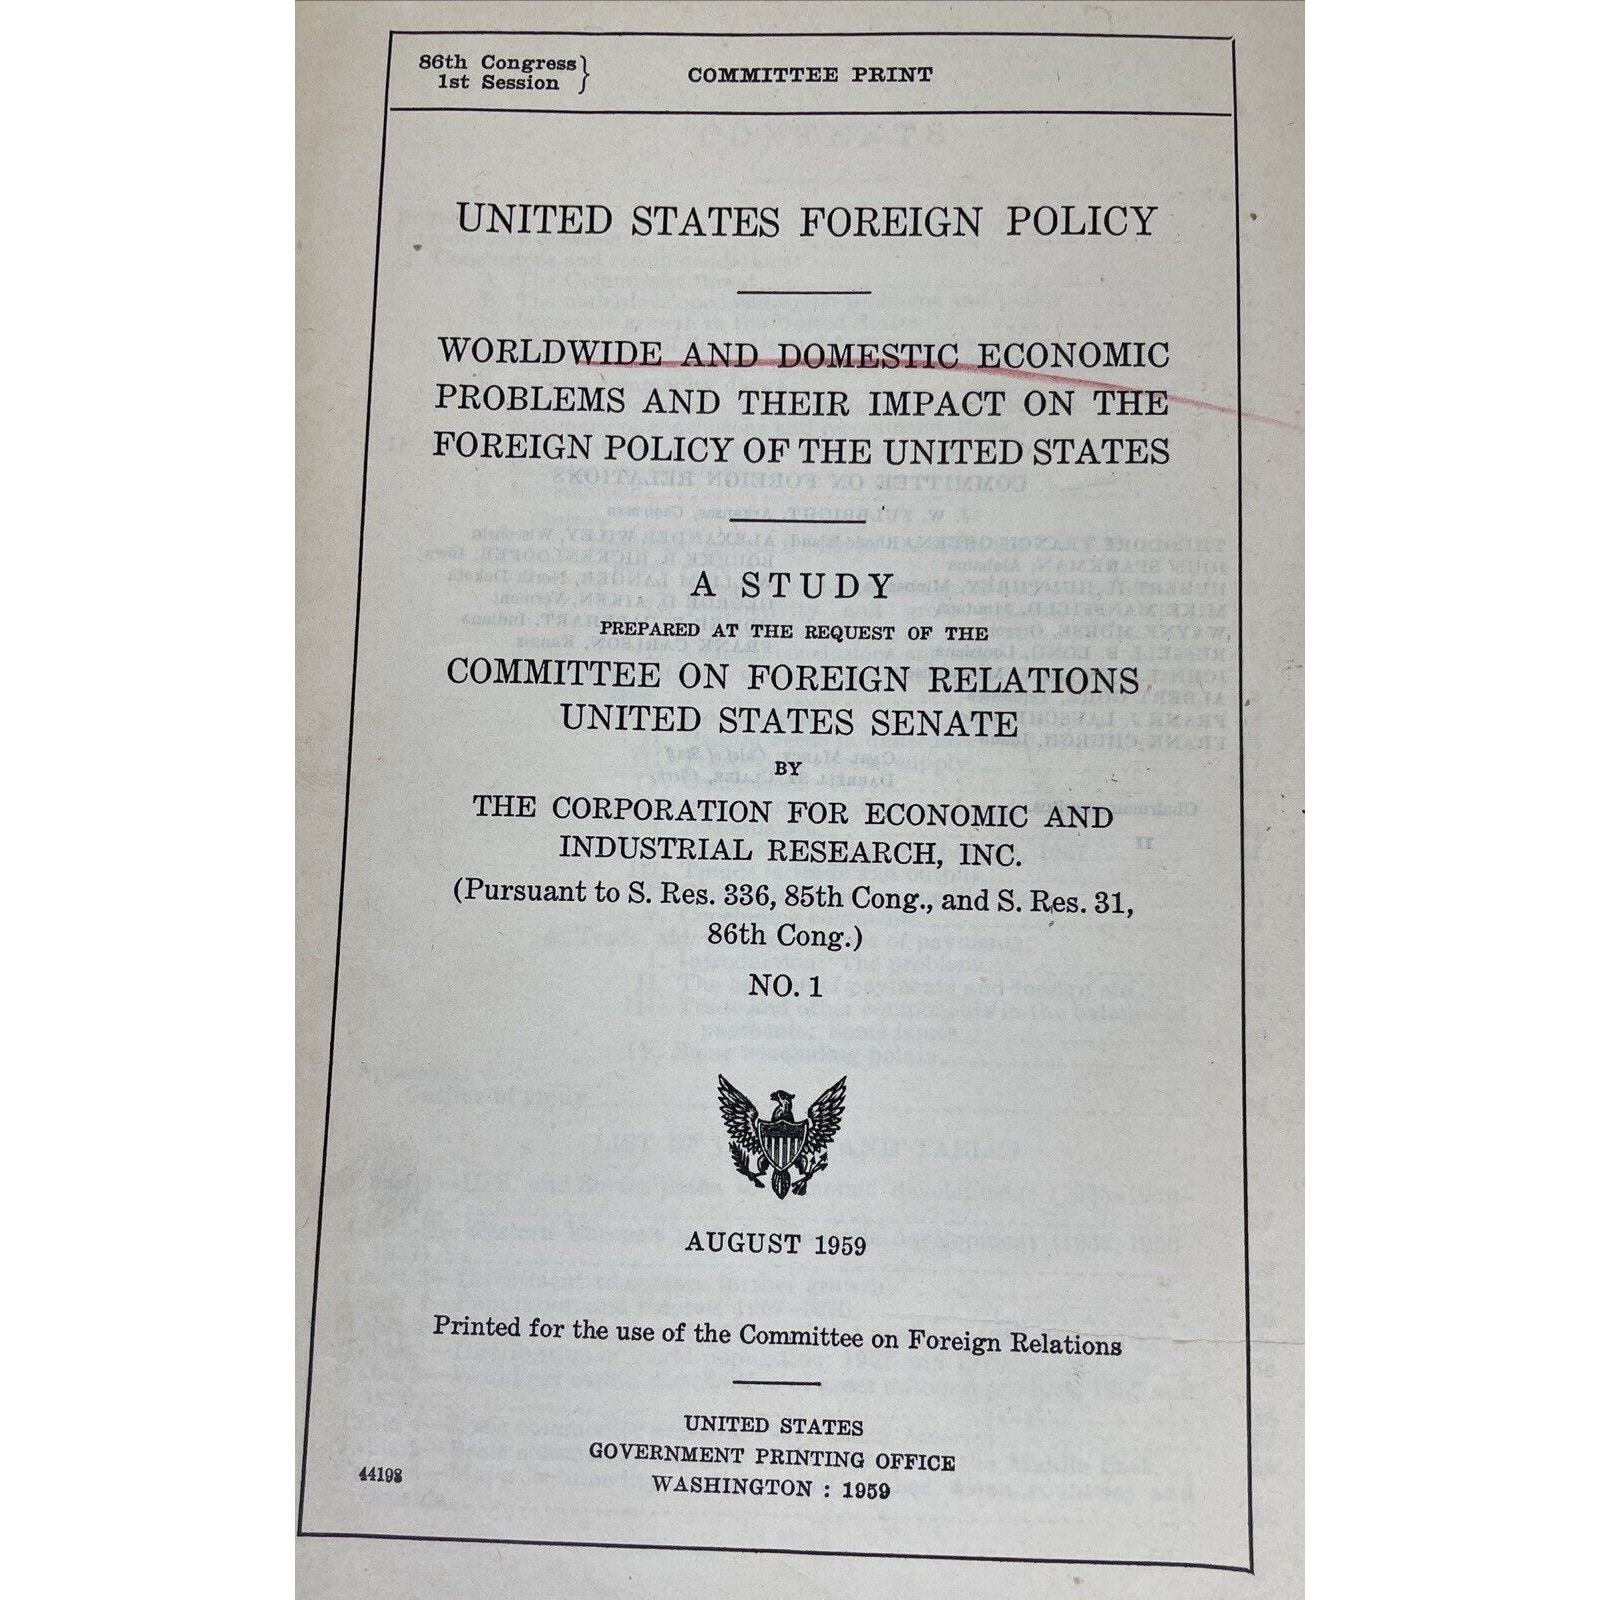 86th Congress
1st Session
COMMITTEE PRINT
UNITED STATES FOREIGN POLICY
WORLDWIDE AND DOMESTIC ECONOMIC
PROBLEMS AND THEIR IMPACT ON THE
FOREIGN POLICY OF THE UNITED STATES
A STUDY
PREPARED AT THE REQUEST OF THE
COMMITTEE ON FOREIGN RELATIONS
UNITED STATES SENATE
BY
THE CORPORATION FOR ECONOMIC AND
INDUSTRIAL RESEARCH, INC.
(Pursuant to S. Res. 336, 85th Cong., and S. Res. 31,
86th Cong.)
NO. 1
AUGUST 1959
Printed for the use of the Committee on Foreign Relations
UNITED STATES
GOVERNMENT PRINTING OFFICE
44198
WASHINGTON : 1959